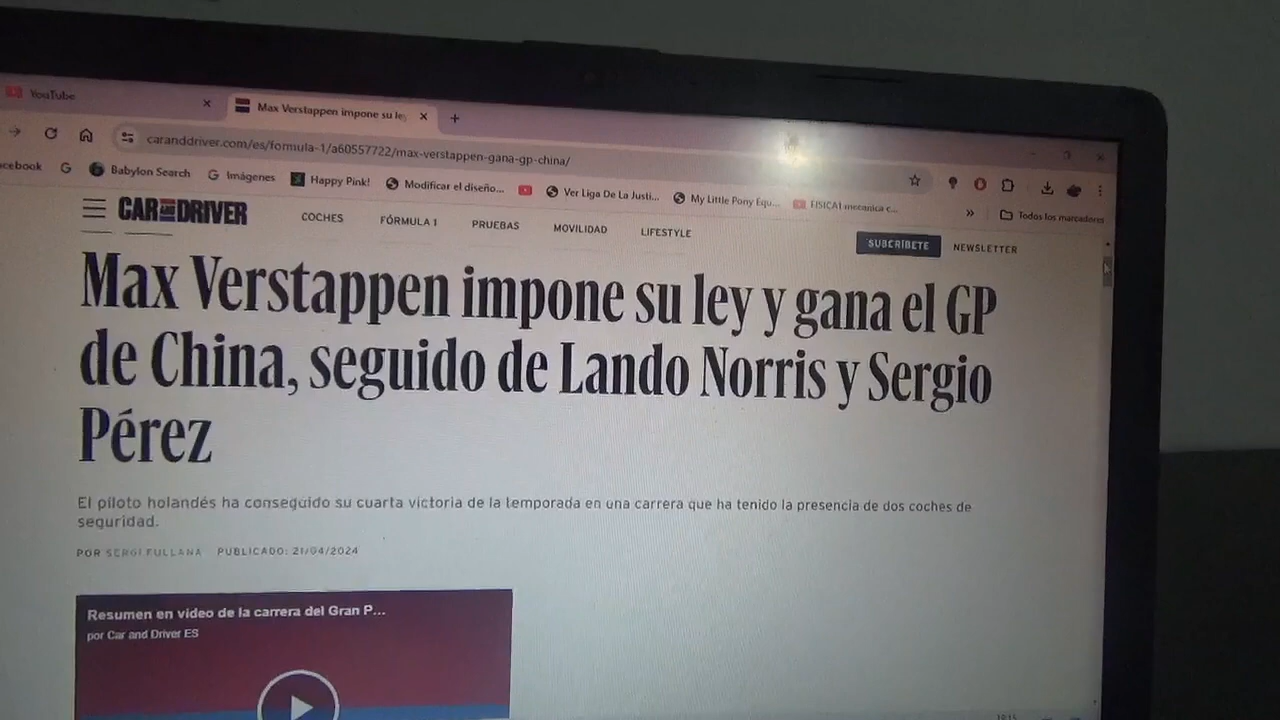 YouTube
Max Verstappen impone su le
caranddriver.com/es/formula-1/a60557722/max-verstappen-gana-gp-china/
cebook
Babylon Search
Imágenes
Happy Pink!
Modificar el diseño...
Ver Liga De La Justi...
My Little Pony Equ...
FISICA1 mecanica c...
Todos los marcadores
CAR AND DRIVER
COCHES
FÓRMULA 1
PRUEBAS
MOVILIDAD
LIFESTYLE
SUBCRÍBETE
NEWSLETTER
Max Verstappen impone su ley y gana el GP
de China, seguido de Lando Norris y Sergio
Pérez
El piloto holandés ha conseguido su cuarta victoria de la temporada en una carrera que ha tenido la presencia de dos coches de
seguridad.
POR SERGI FULLANA PUBLICADO: 21/04/2024
Resumen en vídeo de la carrera del Gran P...
por Car and Driver ES